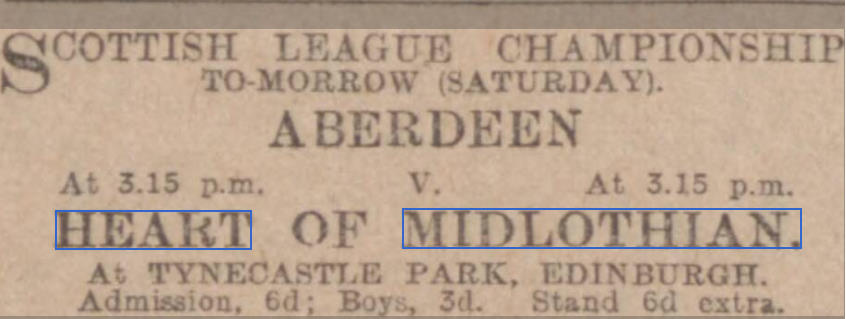 SCOTTISH LEAGUE CHAMPIONSHIP
TO-MORROW (SATURDAY).
ABERDEEN
At 3.15 p.m. V. At 3.15 p.m.
HEART OF MIDLOTHIAN.
At TYNECASTLE PARK, EDINBURGH.
Admission, 6d; Boys, 3d. Stand 6d extra.